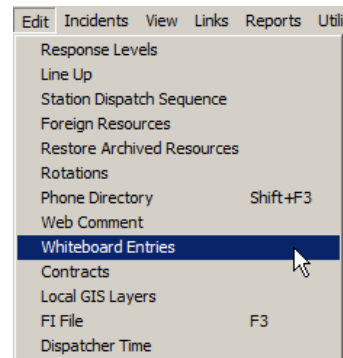 Edit Incidents View Links Reports Utili
Response Levels
Line Up
Station Dispatch Sequence
Foreign Resources
Restore Archived Resources
Rotations
Phone Directory Shift+F3
Web Comment
Whiteboard Entries
Contracts
Local GIS Layers
FI File F3
Dispatcher Time